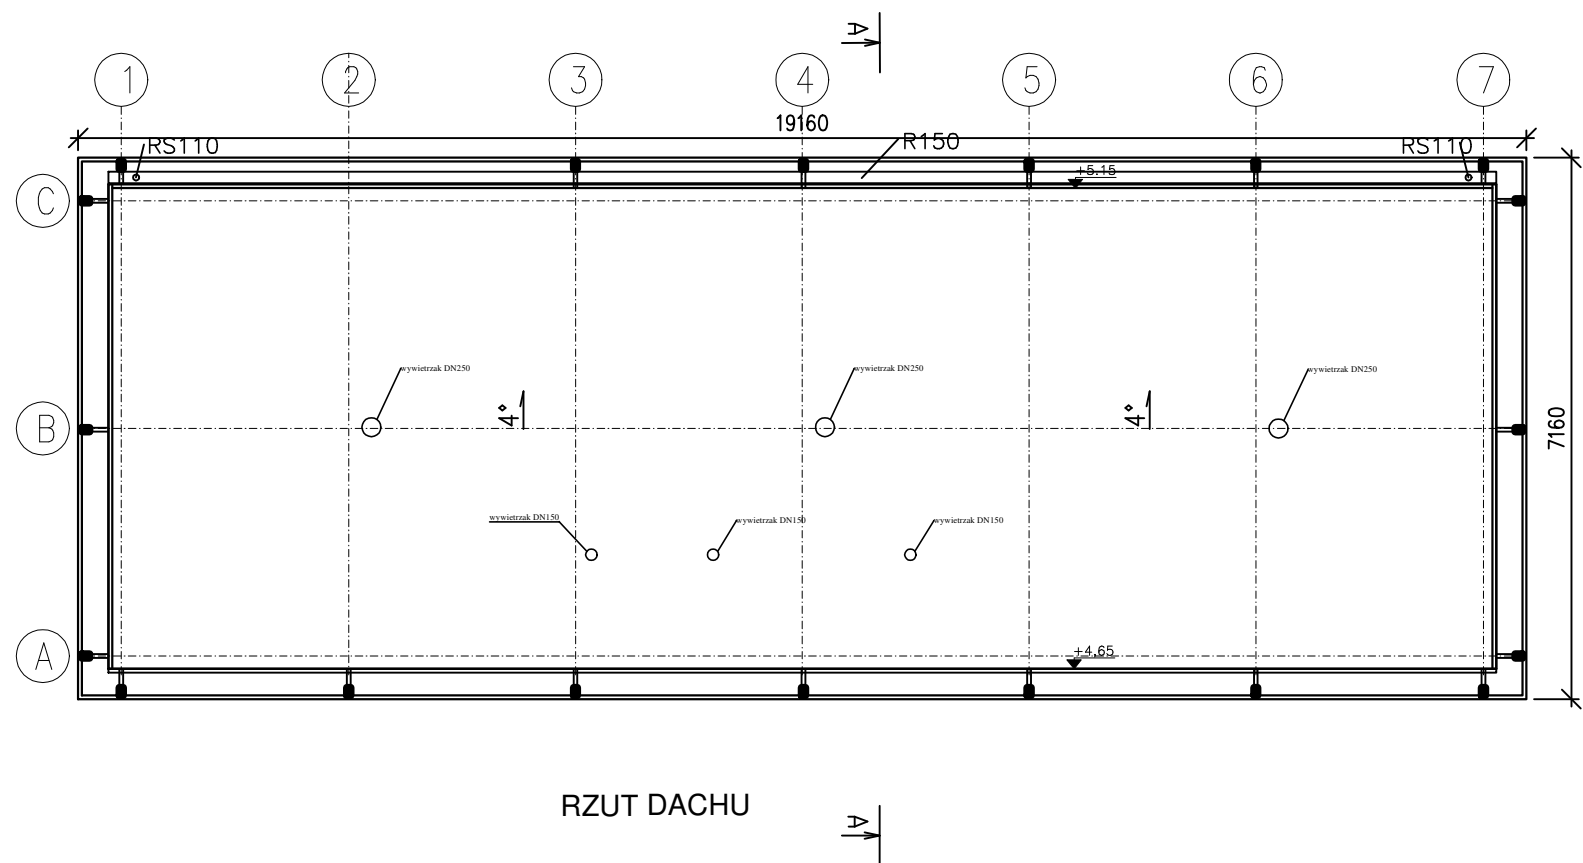 A
1 2 3 4 5 6 7
19160
RS110 R150 RS110
+5.15
C
wywietrzak DN250 wywietrzak DN250 wywietrzak DN250
4° 4°
B
7160
wywietrzak DN150 wywietrzak DN150 wywietrzak DN150
+4.65
A
RZUT DACHU
A